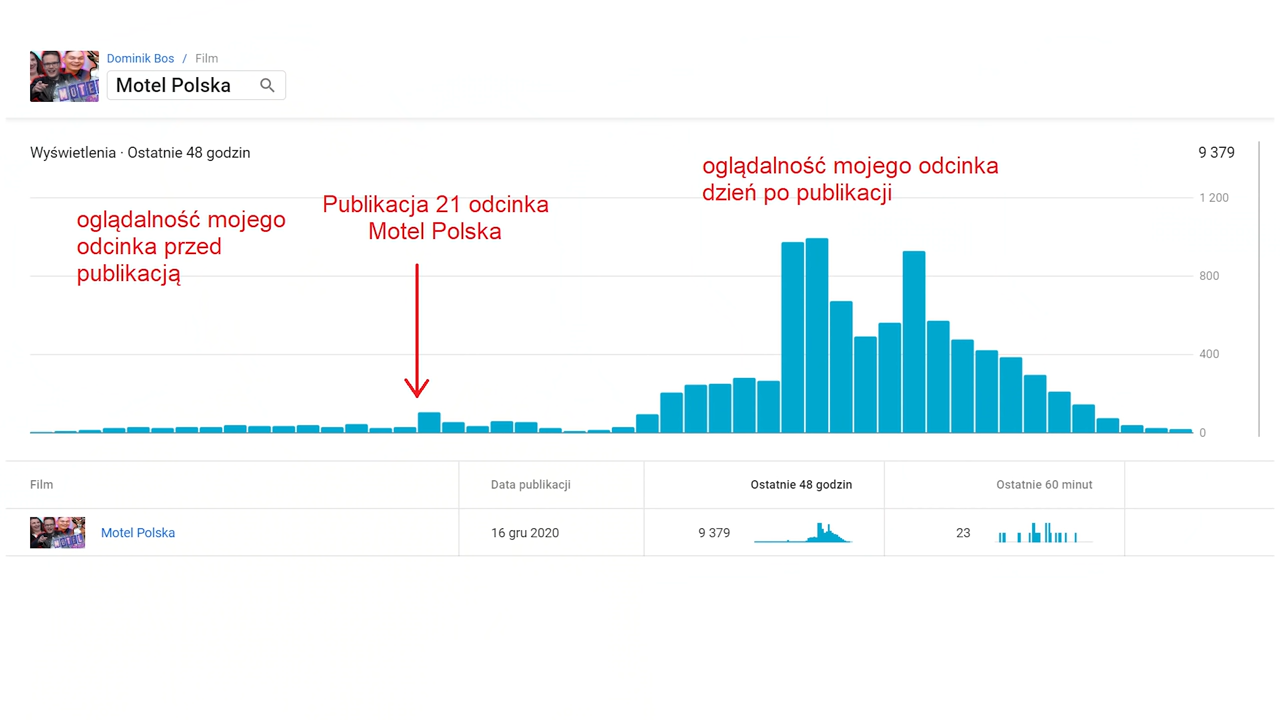 Dominik Bos / Film
Motel Polska
Wyświetlenia · Ostatnie 48 godzin
9 379
oglądalność mojego
odcinka przed
publikacją
Publikacja 21 odcinka
Motel Polska
oglądalność mojego odcinka
dzień po publikacji
1 200
800
400
0
Film
Data publikacji
Ostatnie 48 godzin
Ostatnie 60 minut
Motel Polska
16 gru 2020
9 379
23